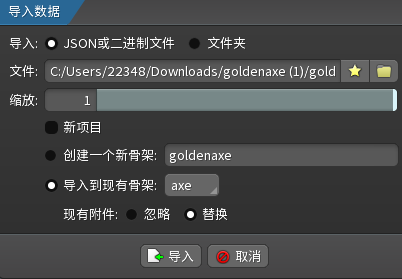 导入数据
导入: JSON或二进制文件 文件夹
文件: C:/Users/22348/Downloads/goldenaxe (1)/gold
缩放: 1
新项目
创建一个新骨架: goldenaxe
导入到现有骨架: axe
现有附件: 忽略 替换
导入 取消